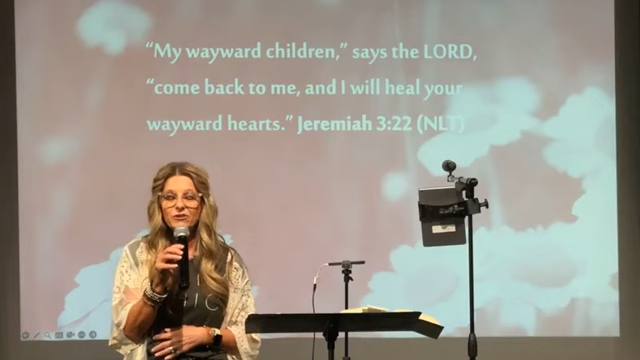 “My wayward children,” says the LORD,
“come back to me, and I will heal your
wayward hearts.” Jeremiah 3:22 (NLT)